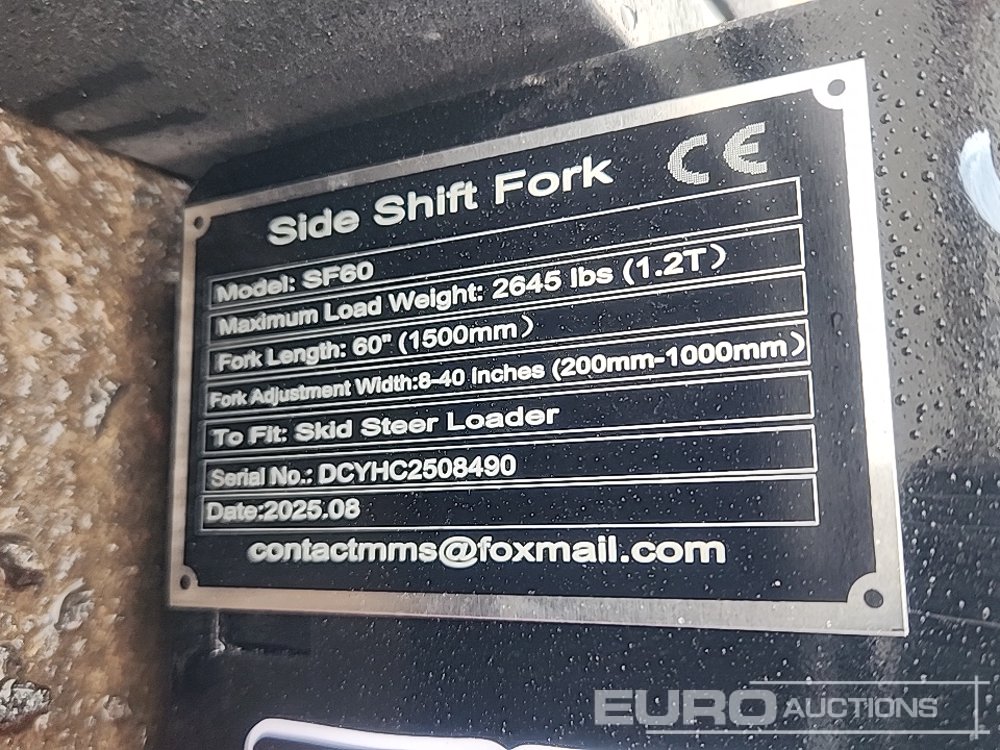 Side Shift Fork CE
Model: SF60
Maximum Load Weight: 2645 lbs (1.2T)
Fork Length: 60" (1500mm)
Fork Adjustment Width:8-40 Inches (200mm-1000mm)
To Fit: Skid Steer Loader
Serial No.: DCYHC2508490
Date:2025.08
contactmms@foxmail.com
EURO AUCTIONS